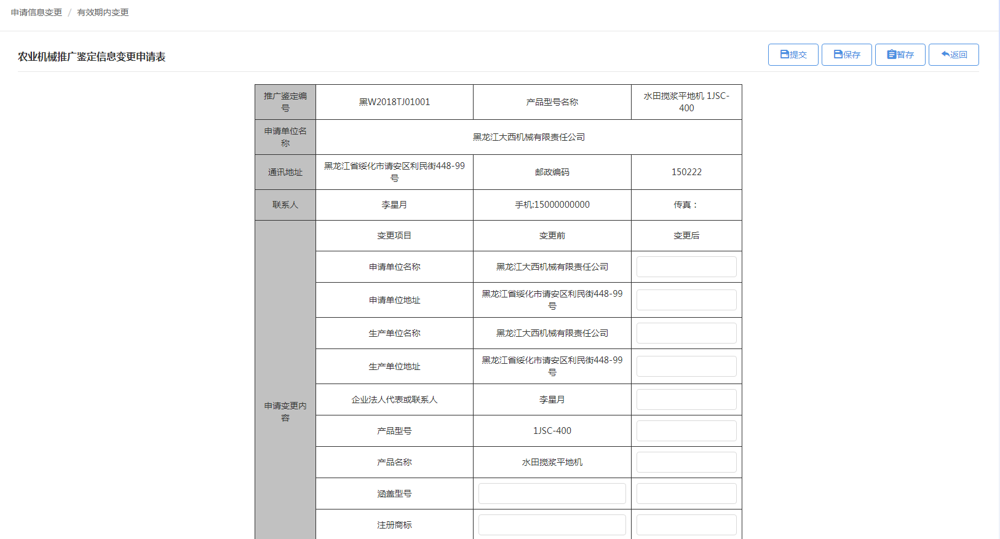 申请信息变更 / 有效期内变更
农业机械推广鉴定信息变更申请表
提交
保存
暂存
返回
推广鉴定编
号
黑W2018TJ01001
产品型号名称
水田搅浆平地机 1JSC-
400
申请单位名
称
黑龙江大西机械有限责任公司
通讯地址
黑龙江省绥化市请安区利民街448-99
号
邮政编码
150222
联系人
李星月
手机:15000000000
传真：
申请变更内
容
变更项目
变更前
变更后
申请单位名称
黑龙江大西机械有限责任公司
申请单位地址
黑龙江省绥化市请安区利民街448-99
号
生产单位名称
黑龙江大西机械有限责任公司
生产单位地址
黑龙江省绥化市请安区利民街448-99
号
企业法人代表或联系人
李星月
产品型号
1JSC-400
产品名称
水田搅浆平地机
涵盖型号
注册商标